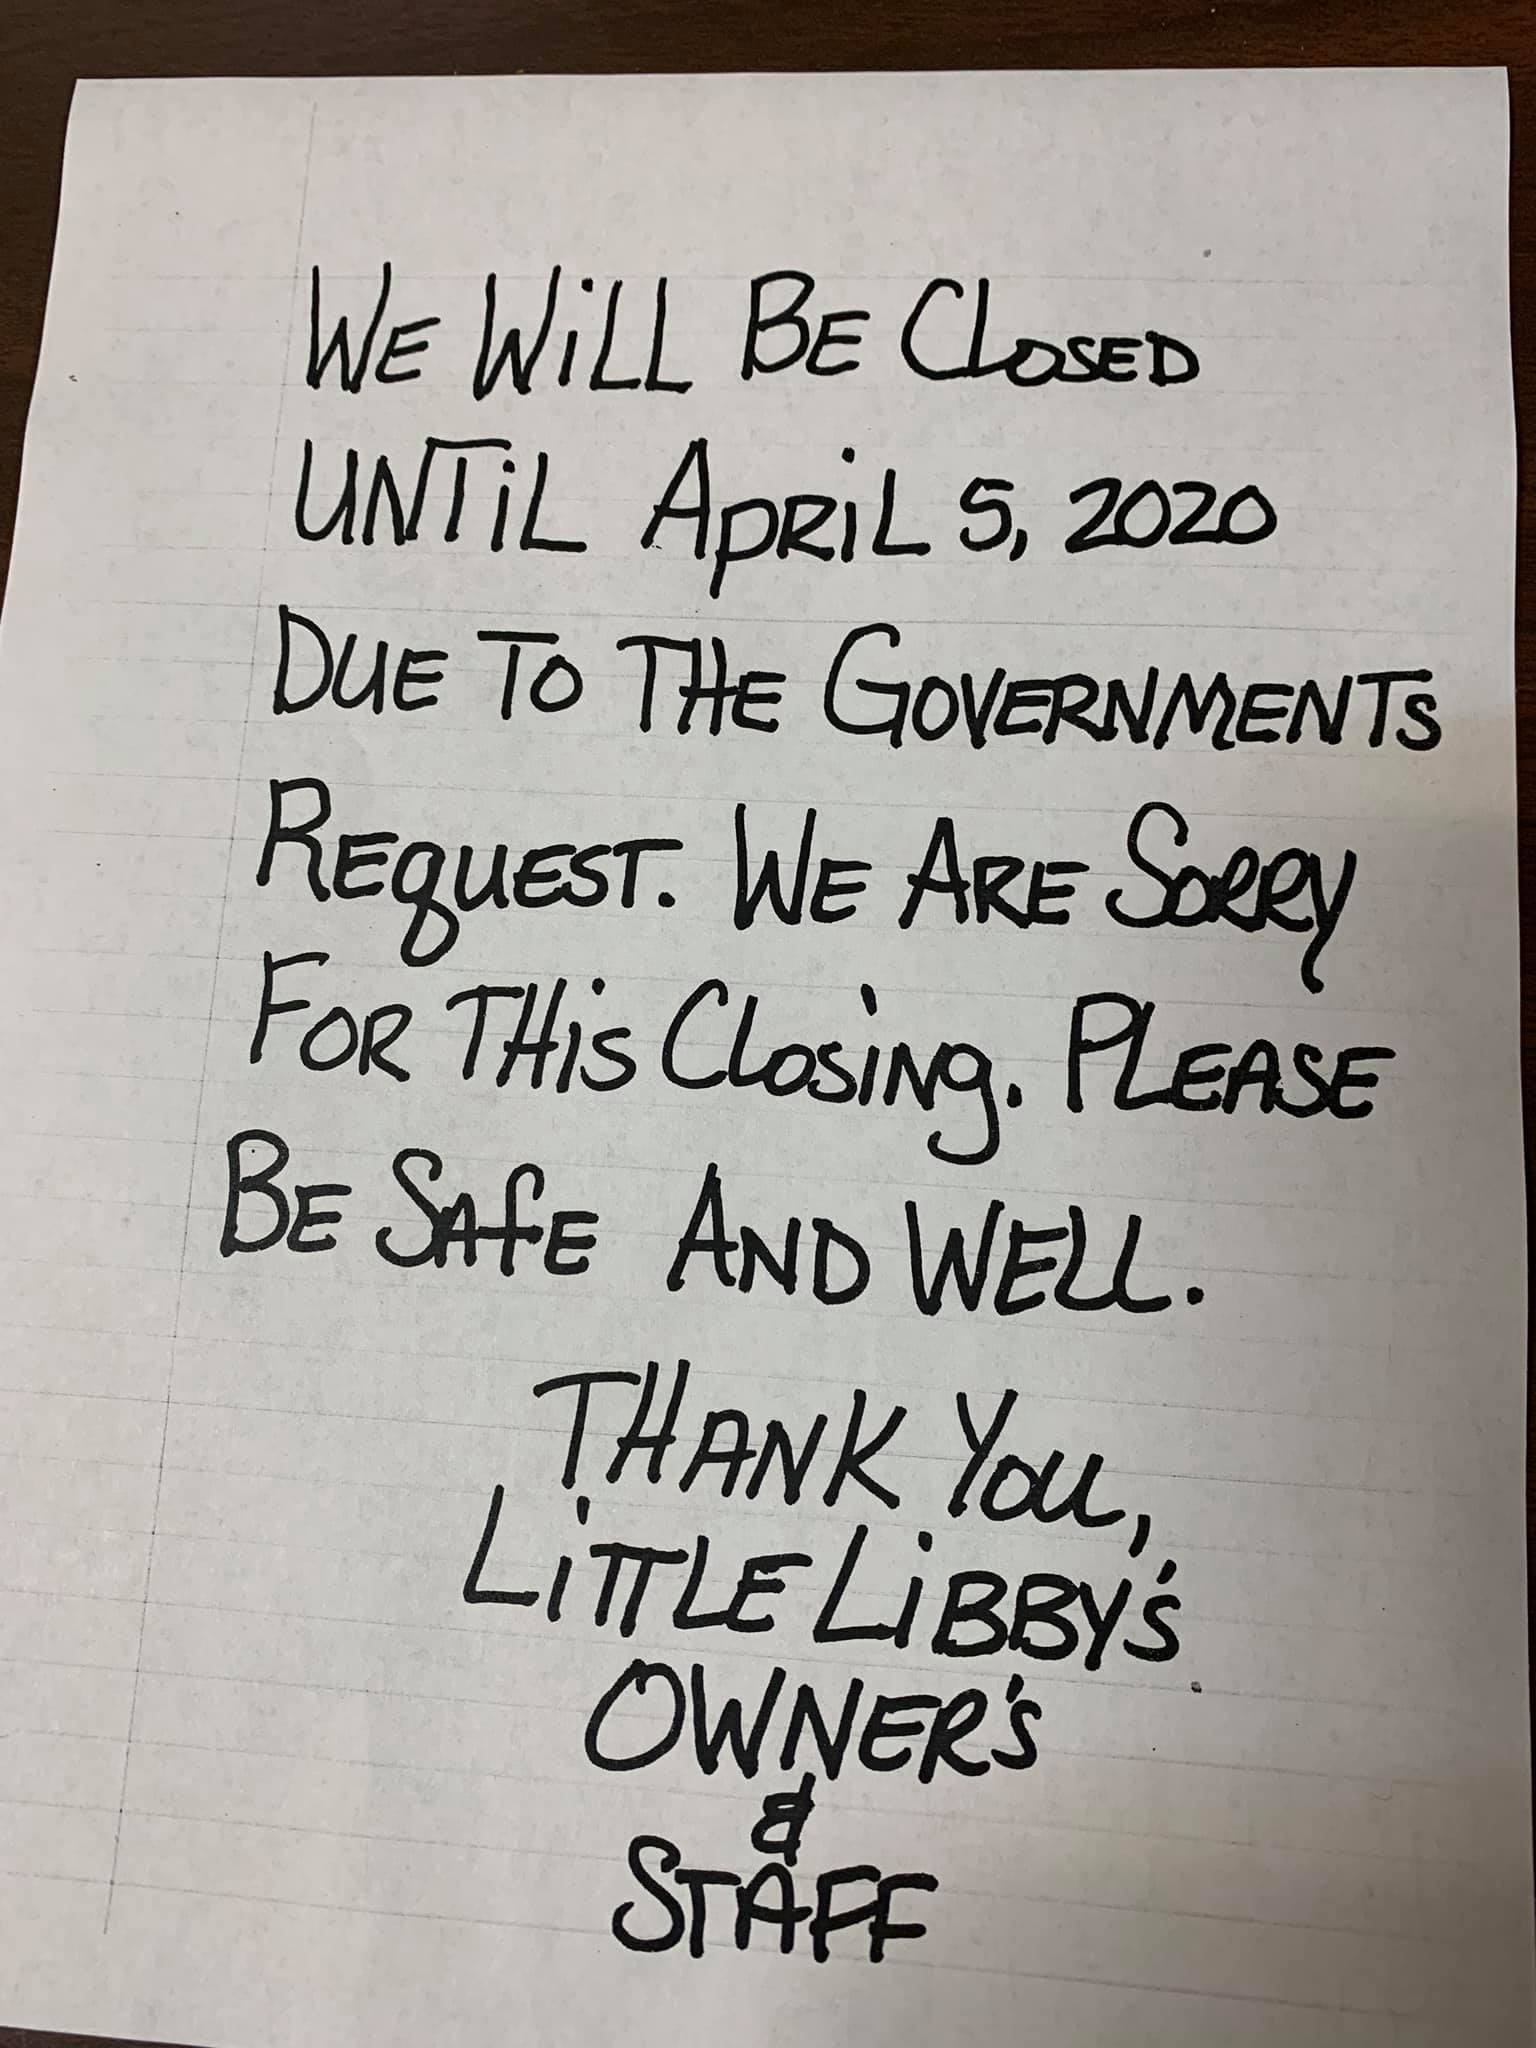 We Will Be Closed
Until April 5, 2020
Due To The Governments
Request. We Are Sorry
For This Closing. Please
Be Safe And Well.
Thank You,
Little Libby's
Owner's
&
Staff